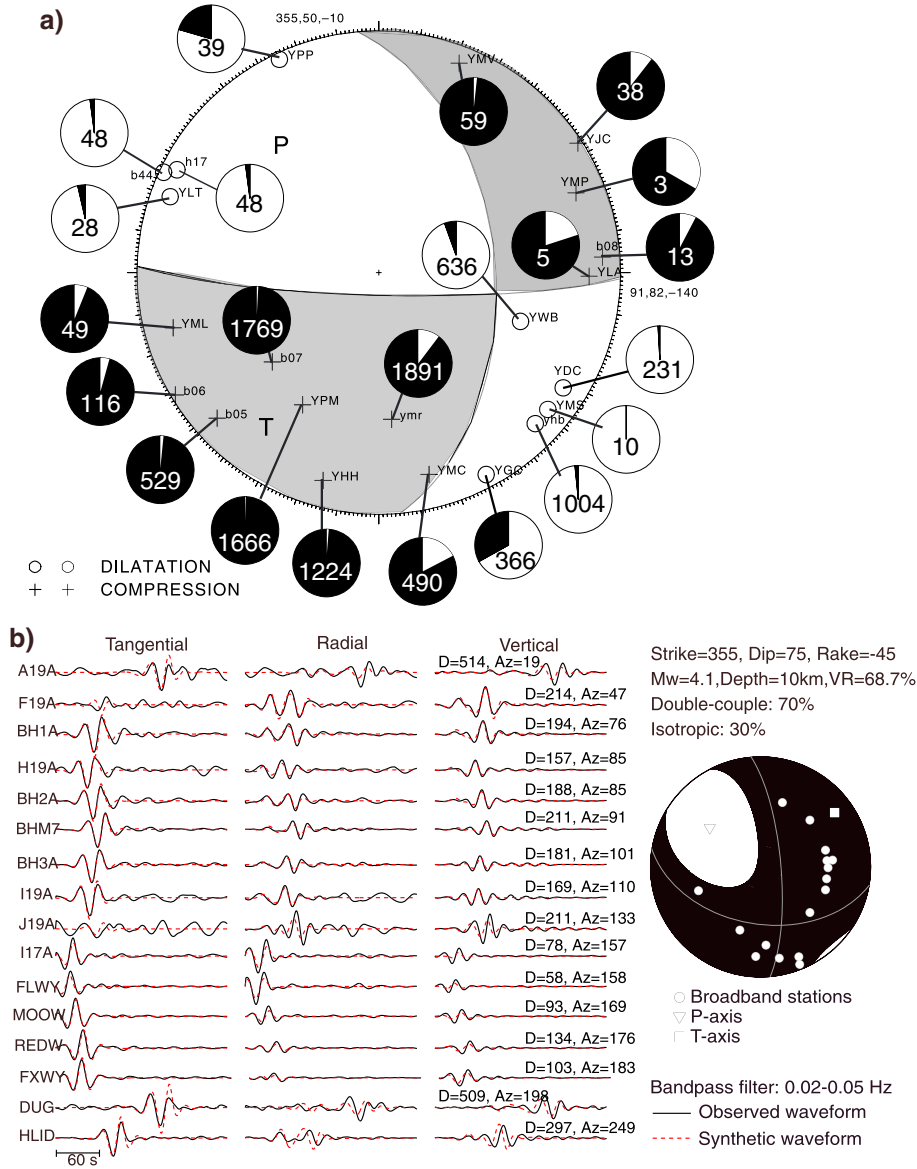 a)
355,50,−10
39
YPP
YMV
59
38
YJC
48
P
h17
b44
YLT
48
28
YMP
3
636
5
b08
13
YLA
91,82,−140
49
YML
1769
b07
YWB
1891
YDC
231
116
b06
YPM
ymr
YMS
yhb
10
b05
T
529
YHH
YMC
YGC
1004
1666
1224
490
366
DILATATION
COMPRESSION
b)
Tangential Radial Vertical
A19A D=514, Az=19
F19A D=214, Az=47
BH1A D=194, Az=76
H19A D=157, Az=85
BH2A D=188, Az=85
BHM7 D=211, Az=91
BH3A D=181, Az=101
I19A D=169, Az=110
J19A D=211, Az=133
I17A D=78, Az=157
FLWY D=58, Az=158
MOOW D=93, Az=169
REDW D=134, Az=176
FXWY D=103, Az=183
DUG D=509, Az=198
HLID D=297, Az=249
60 s
Strike=355, Dip=75, Rake=-45
Mw=4.1,Depth=10km,VR=68.7%
Double-couple: 70%
Isotropic: 30%
Broadband stations
P-axis
T-axis
Bandpass filter: 0.02-0.05 Hz
Observed waveform
Synthetic waveform